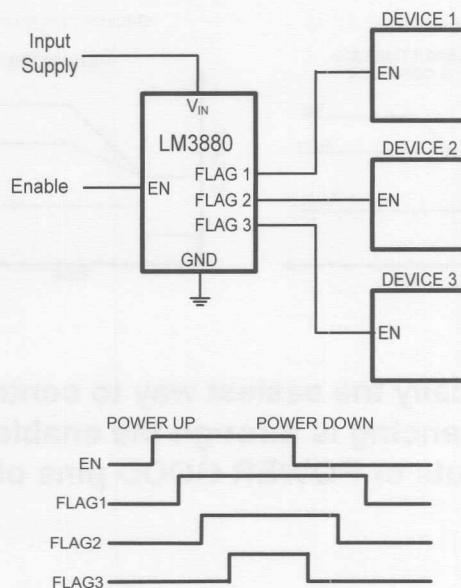 DEVICE 1
Input
Supply
EN
VIN
LM3880
DEVICE 2
FLAG 1
Enable
EN
FLAG 2
EN
FLAG 3
GND
DEVICE 3
EN
POWER UP
POWER DOWN
EN
FLAG1
FLAG2
FLAG3